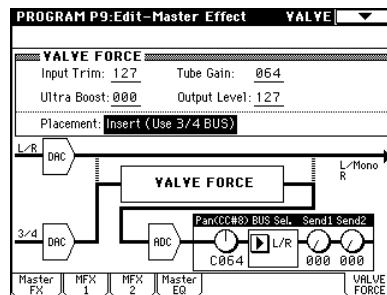 PROGRAM P9:Edit-Master Effect VALVE
VALVE FORCE
Input Trim: 127 Tube Gain: 064
Ultra Boost: 000 Output Level: 127
Placement: Insert (Use 3/4 BUS)
L/R DAC
L/Mono
R
VALVE FORCE
Pan(CC#8) BUS Sel. Send1 Send2
3/4 DAC ADC L/R
C064 000 000
Master FX MFX 1 MFX 2 Master EQ VALVE FORCE